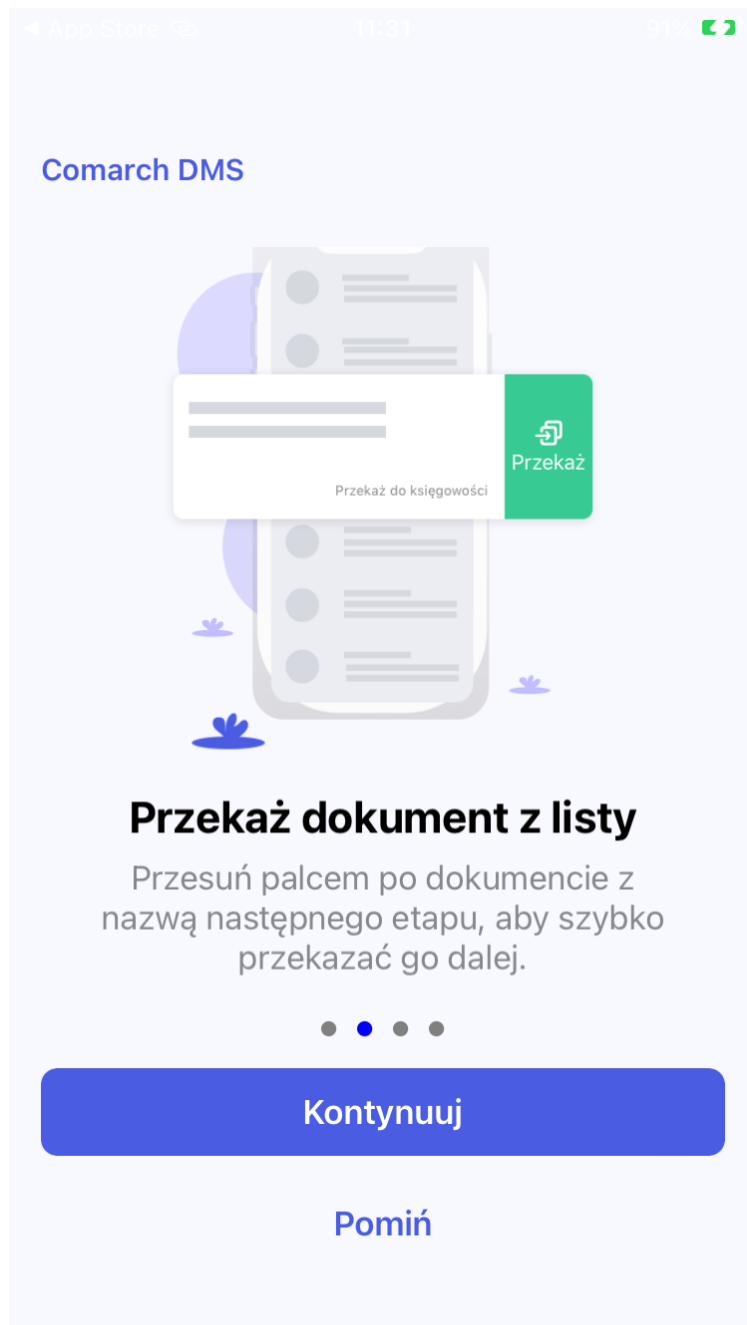 ◀ App Store 11:31 91%
Comarch DMS
Przekaż
Przekaż do księgowości
Przekaż dokument z listy
Przesuń palcem po dokumencie z
nazwą następnego etapu, aby szybko
przekazać go dalej.
Kontynuuj
Pomiń